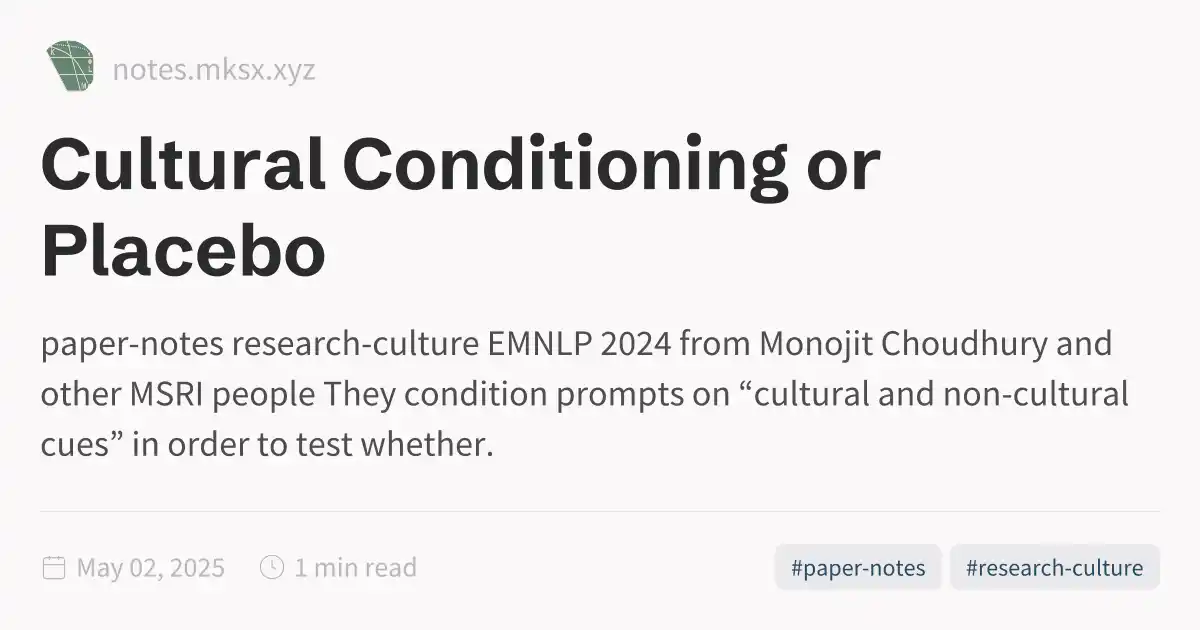 notes.mksx.xyz
Cultural Conditioning or
Placebo
paper-notes research-culture EMNLP 2024 from Monojit Choudhury and
other MSRI people They condition prompts on “cultural and non-cultural
cues” in order to test whether.
May 02, 2025 1 min read #paper-notes #research-culture